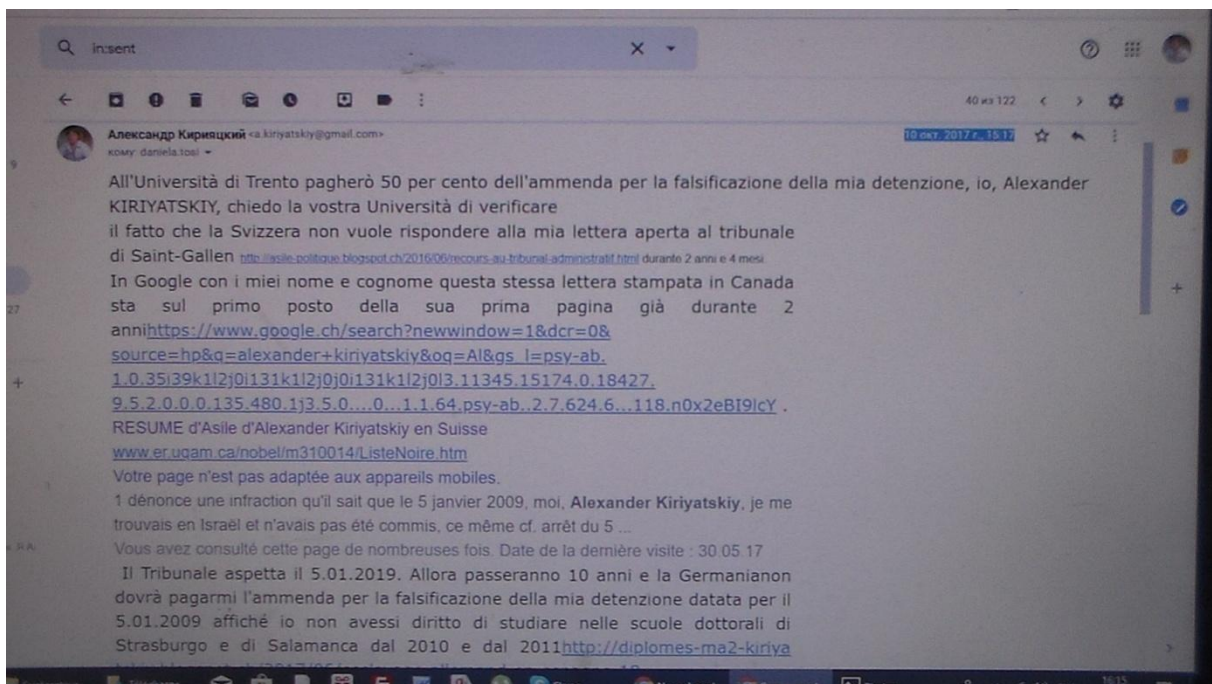 in:sent
40 из 122
Александр Кирияцкий <a.kiriyatskiy@gmail.com>
10 окт. 2017 г., 15:17
кому: daniela.tosi
9
All'Università di Trento pagherò 50 per cento dell'ammenda per la falsificazione della mia detenzione, io, Alexander
KIRIYATSKIY, chiedo la vostra Università di verificare
il fatto che la Svizzera non vuole rispondere alla mia lettera aperta al tribunale
di Saint-Gallen http://asile-politique.blogspot.ch/2016/06/recours-au-tribunal-administratif.html durante 2 anni e 4 mesi.
In Google con i miei nome e cognome questa stessa lettera stampata in Canada
27
sta sul primo posto della sua prima pagina già durante 2
annihttps://www.google.ch/search?newwindow=1&dcr=0&
source=hp&q=alexander+kiriyatskiy&oq=Al&gs_l=psy-ab.
1.0.35i39k1l2j0i131k1l2j0j0i131k1l2j0l3.11345.15174.0.18427.
9.5.2.0.0.0.135.480.1j3.5.0....0...1.1.64.psy-ab..2.7.624.6...118.n0x2eBI9lcY .
RESUME d'Asile d'Alexander Kiriyatskiy en Suisse
www.er.uqam.ca/nobel/m310014/ListeNoire.htm
Votre page n'est pas adaptée aux appareils mobiles.
1 dénonce une infraction qu'il sait que le 5 janvier 2009, moi, Alexander Kiriyatskiy, je me
trouvais en Israël et n'avais pas été commis, ce même cf. arrêt du 5 ...
Vous avez consulté cette page de nombreuses fois. Date de la dernière visite : 30.05.17
Il Tribunale aspetta il 5.01.2019. Allora passeranno 10 anni e la Germanianon
dovrà pagarmi l'ammenda per la falsificazione della mia detenzione datata per il
5.01.2009 affiché io non avessi diritto di studiare nelle scuole dottorali di
Strasburgo e di Salamanca dal 2010 e dal 2011http://diplomes-ma2-kiriya
16:15